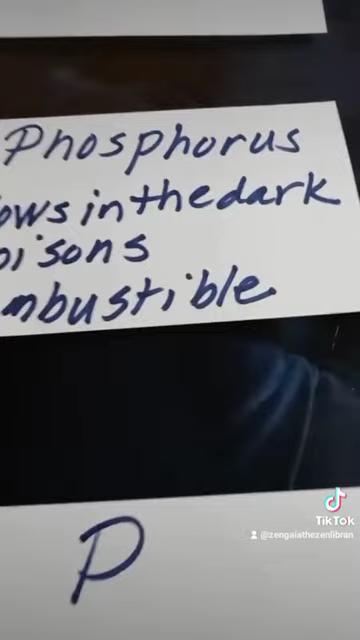 Phosphorus
ows in the dark
oisons
mbustible
P
TikTok
@zengaiathezenlibran